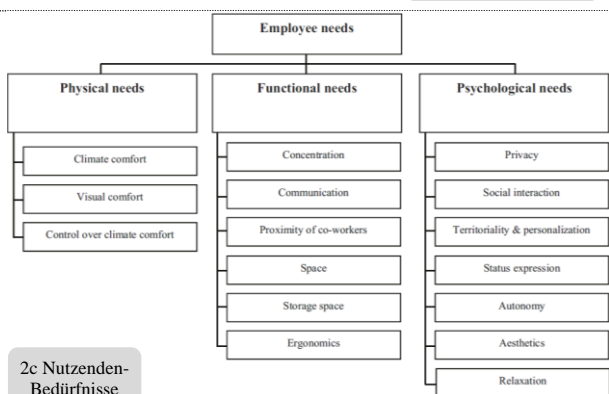 Employee needs
Physical needs
Climate comfort
Visual comfort
Control over climate comfort
Functional needs
Concentration
Communication
Proximity of co-workers
Space
Storage space
Ergonomics
Psychological needs
Privacy
Social interaction
Territoriality & personalization
Status expression
Autonomy
Aesthetics
Relaxation
2c Nutzenden-
Bedürfnisse